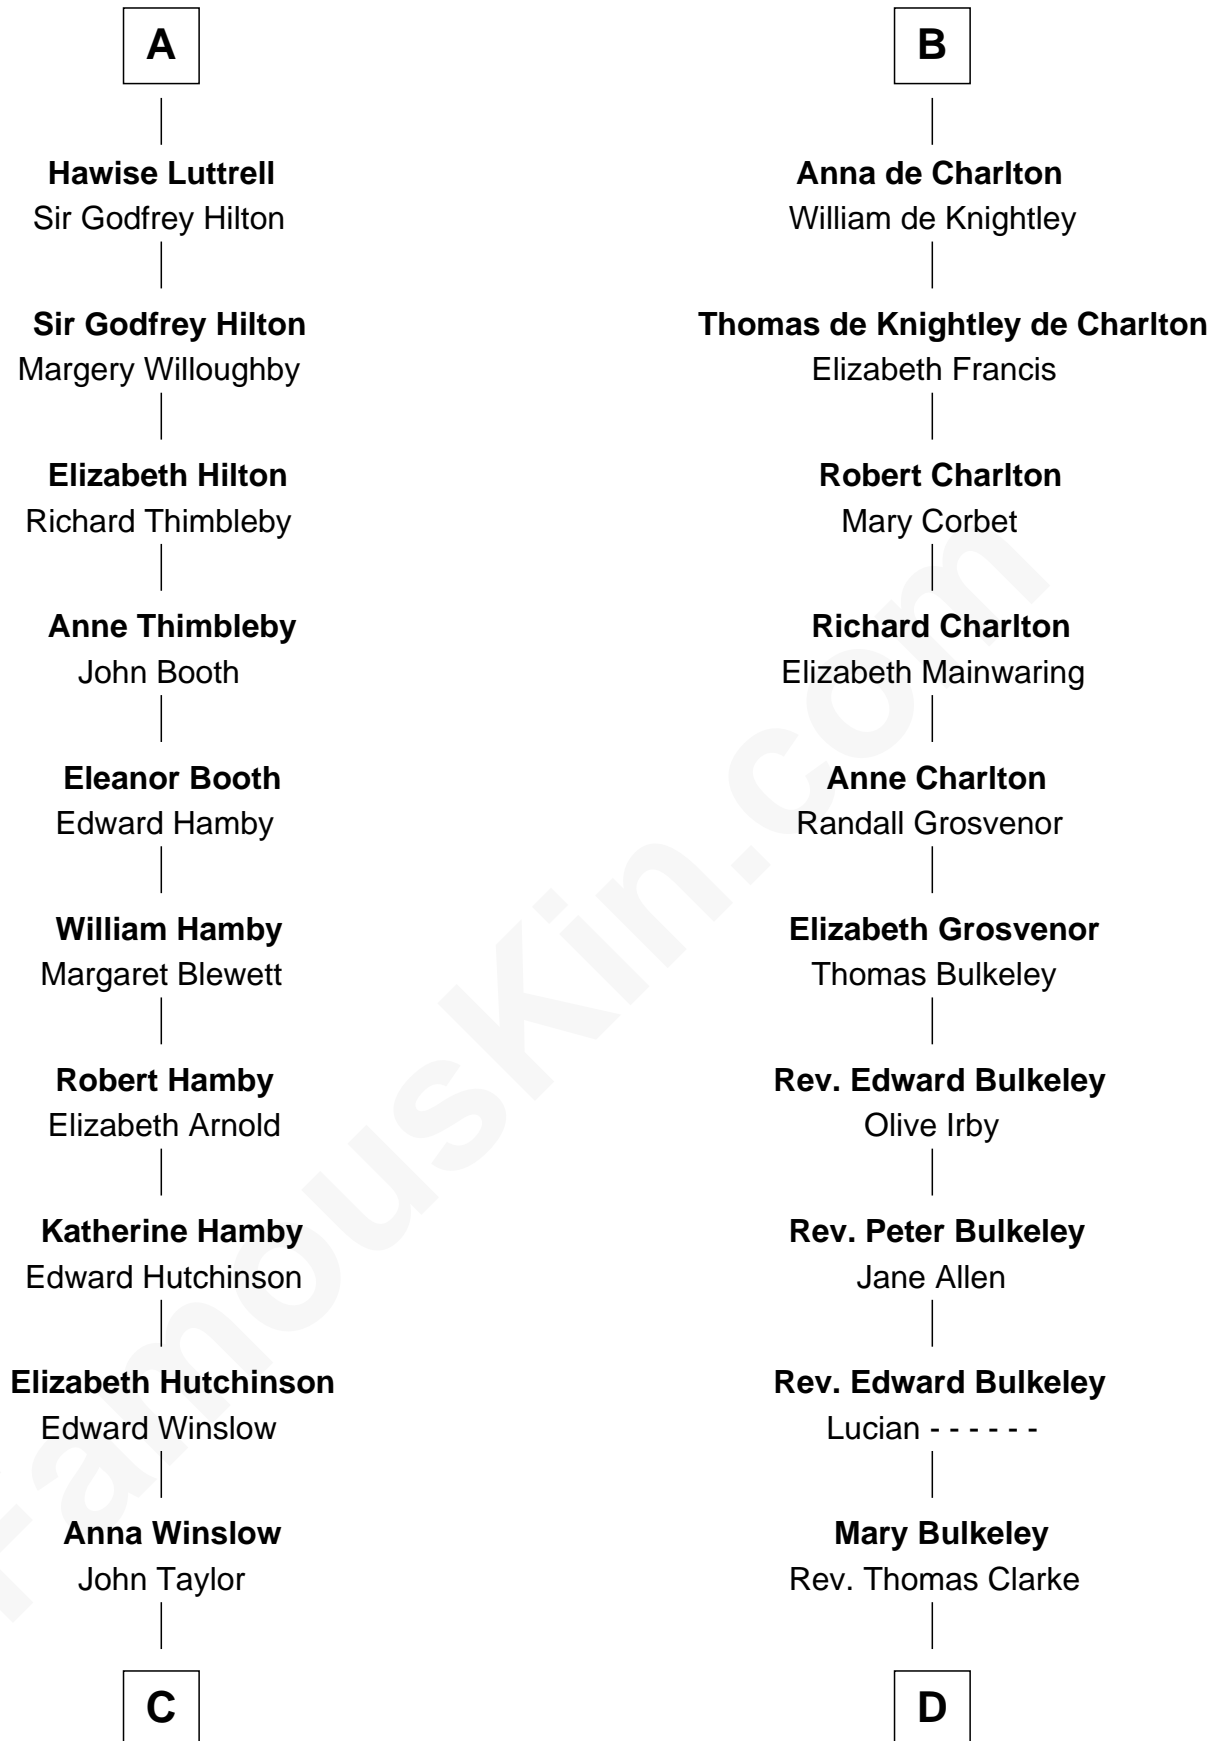 A
Hawise Luttrell
Sir Godfrey Hilton
Sir Godfrey Hilton
Margery Willoughby
Elizabeth Hilton
Richard Thimbleby
Anne Thimbleby
John Booth
Eleanor Booth
Edward Hamby
William Hamby
Margaret Blewett
Robert Hamby
Elizabeth Arnold
Katherine Hamby
Edward Hutchinson
Elizabeth Hutchinson
Edward Winslow
Anna Winslow
John Taylor
C
B
Anna de Charlton
William de Knightley
Thomas de Knightley de Charlton
Elizabeth Francis
Robert Charlton
Mary Corbet
Richard Charlton
Elizabeth Mainwaring
Anne Charlton
Randall Grosvenor
Elizabeth Grosvenor
Thomas Bulkeley
Rev. Edward Bulkeley
Olive Irby
Rev. Peter Bulkeley
Jane Allen
Rev. Edward Bulkeley
Lucian - - - - - -
Mary Bulkeley
Rev. Thomas Clarke
D
FamousKin.com